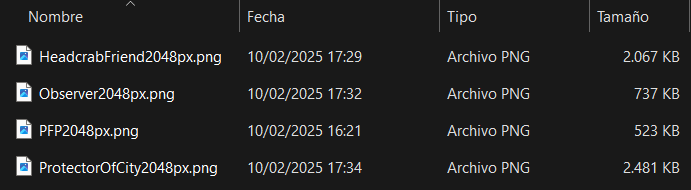 Nombre Fecha Tipo Tamaño
HeadcrabFriend2048px.png 10/02/2025 17:29 Archivo PNG 2.067 KB
Observer2048px.png 10/02/2025 17:32 Archivo PNG 737 KB
PFP2048px.png 10/02/2025 16:21 Archivo PNG 523 KB
ProtectorOfCity2048px.png 10/02/2025 17:34 Archivo PNG 2.481 KB